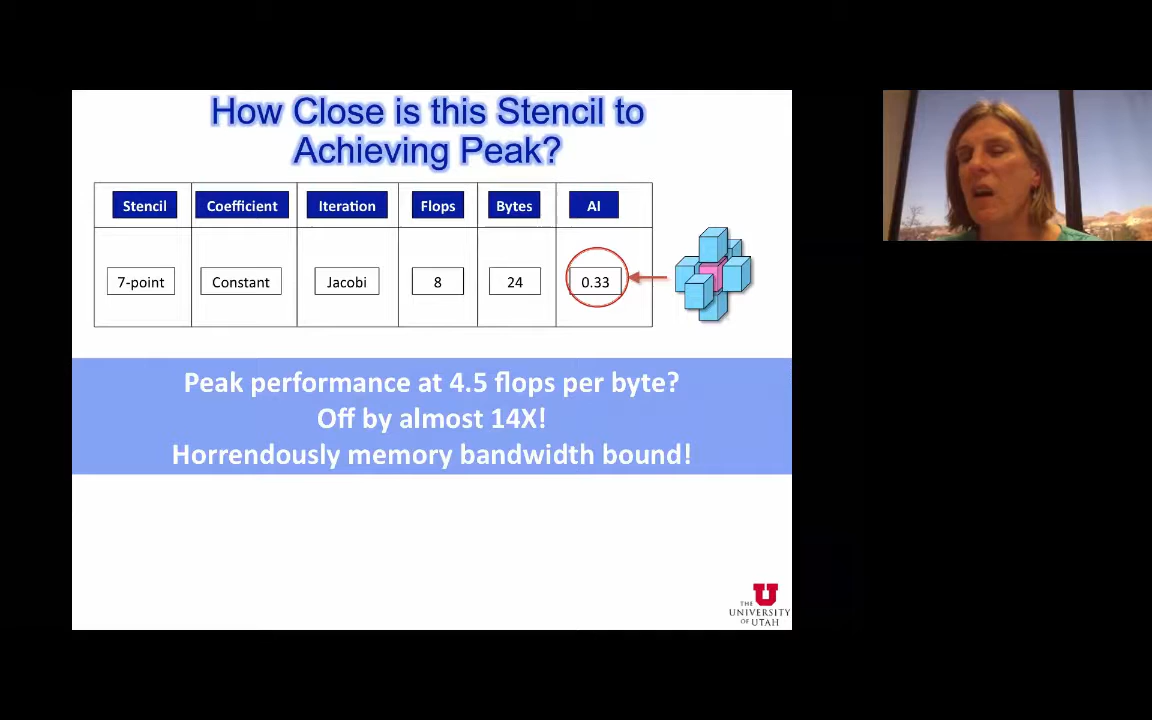 How Close is this Stencil to
Achieving Peak?
Stencil Coefficient Iteration Flops Bytes AI
7-point Constant Jacobi 8 24 0.33
Peak performance at 4.5 flops per byte?
Off by almost 14X!
Horrendously memory bandwidth bound!
THE
UNIVERSITY
OF UTAH